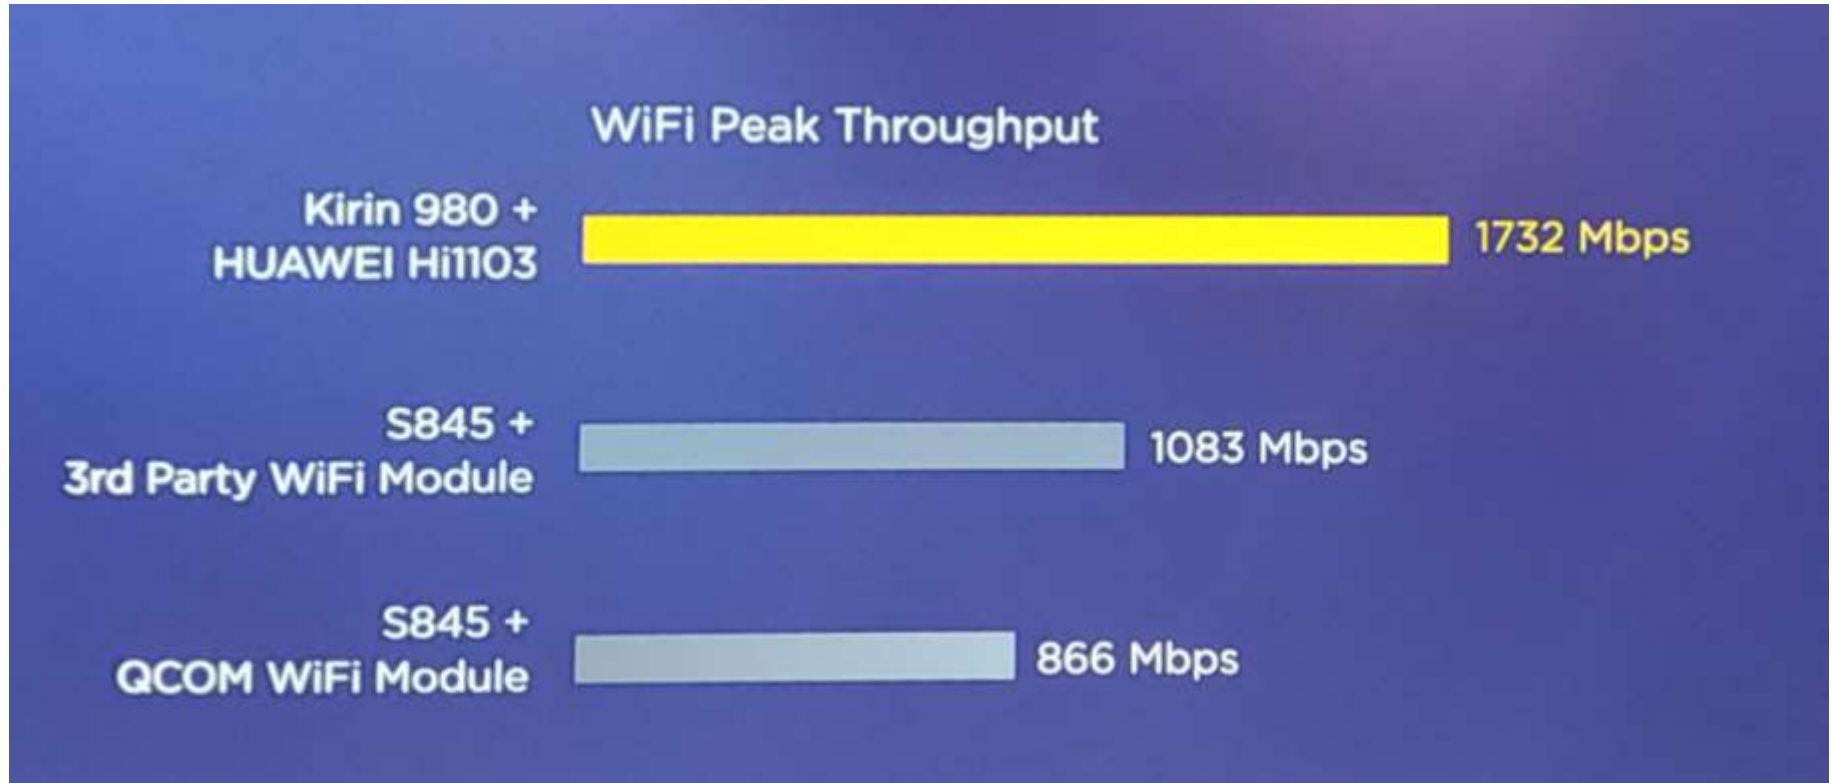 WiFi Peak Throughput
Kirin 980 +
HUAWEI Hi1103
1732 Mbps
S845 +
3rd Party WiFi Module
1083 Mbps
S845 +
QCOM WiFi Module
866 Mbps